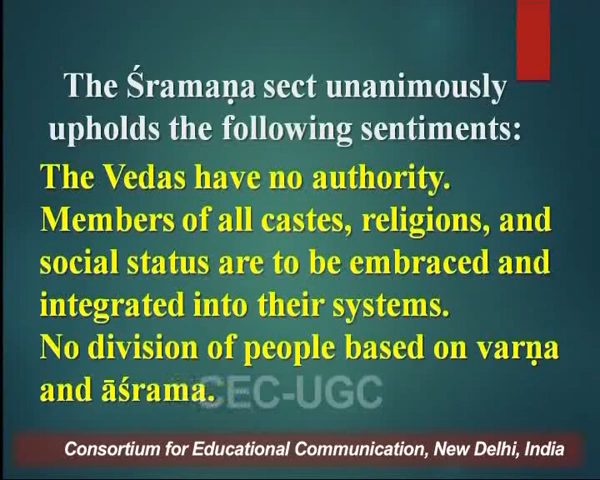 The Śramaṇa sect unanimously
upholds the following sentiments:
The Vedas have no authority.
Members of all castes, religions, and
social status are to be embraced and
integrated into their systems.
No division of people based on varṇa
and āśrama.
CEC-UGC
Consortium for Educational Communication, New Delhi, India